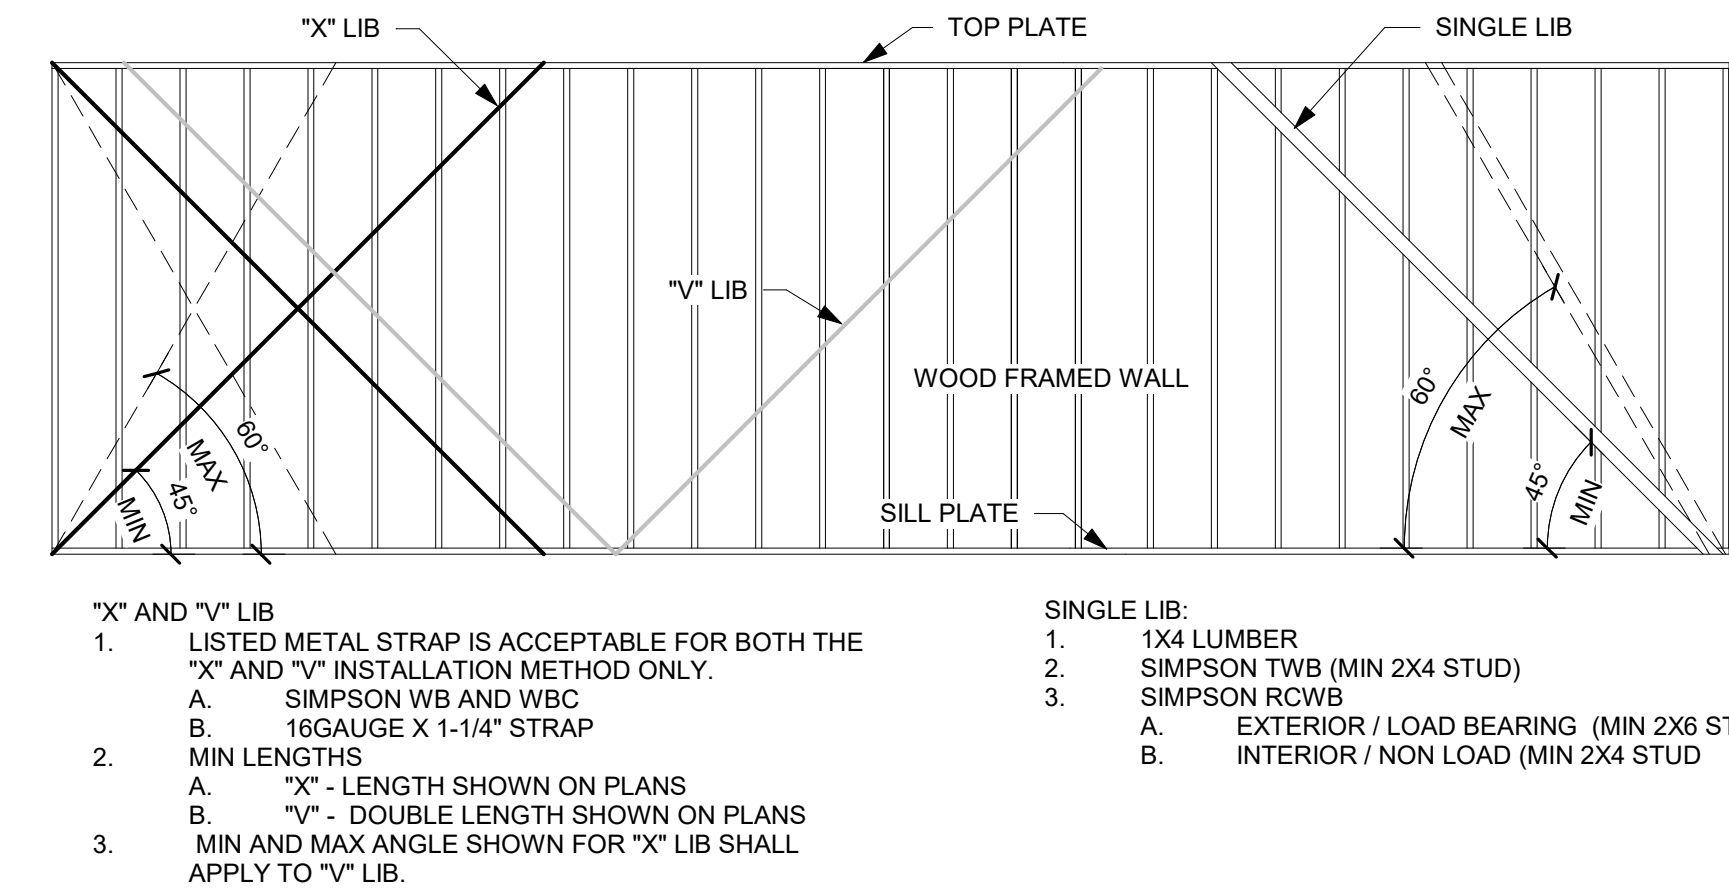 "X" LIB
TOP PLATE
SINGLE LIB
"V" LIB
WOOD FRAMED WALL
SILL PLATE
60°
MAX
45°
MIN
60°
MAX
45°
MIN
"X" AND "V" LIB
1. LISTED METAL STRAP IS ACCEPTABLE FOR BOTH THE
"X" AND "V" INSTALLATION METHOD ONLY.
A. SIMPSON WB AND WBC
B. 16GAUGE X 1-1/4" STRAP
2. MIN LENGTHS
A. "X" - LENGTH SHOWN ON PLANS
B. "V" - DOUBLE LENGTH SHOWN ON PLANS
3. MIN AND MAX ANGLE SHOWN FOR "X" LIB SHALL
APPLY TO "V" LIB.
SINGLE LIB:
1. 1X4 LUMBER
2. SIMPSON TWB (MIN 2X4 STUD)
3. SIMPSON RCWB
A. EXTERIOR / LOAD BEARING (MIN 2X6
B. INTERIOR / NON LOAD (MIN 2X4 STUD